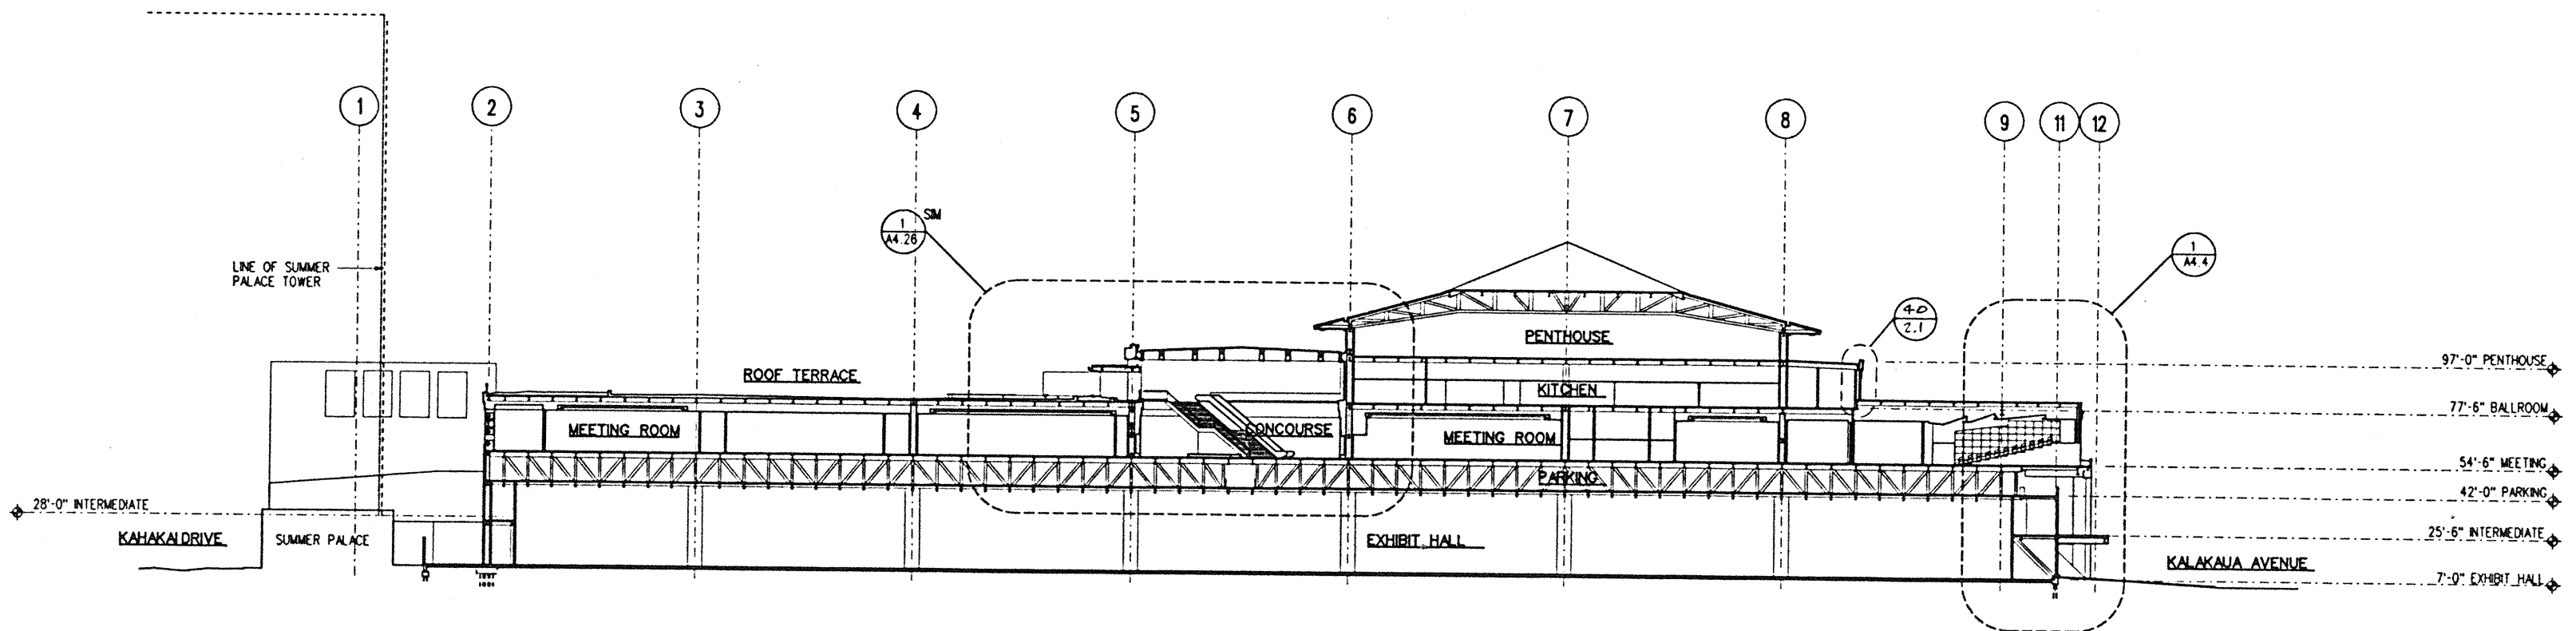 1
2
3
4
5
6
7
8
9
11
12
1
A4.26
SIM
1
A4.4
LINE OF SUMMER
PALACE TOWER
4D
2.1
PENTHOUSE
97'-0" PENTHOUSE
ROOF TERRACE
KITCHEN
77'-6" BALLROOM
MEETING ROOM
CONCOURSE
MEETING ROOM
54'-6" MEETING
PARKING
42'-0" PARKING
28'-0" INTERMEDIATE
KAHAKAI DRIVE
SUMMER PALACE
EXHIBIT HALL
25'-6" INTERMEDIATE
KALAKAUA AVENUE
7'-0" EXHIBIT HALL